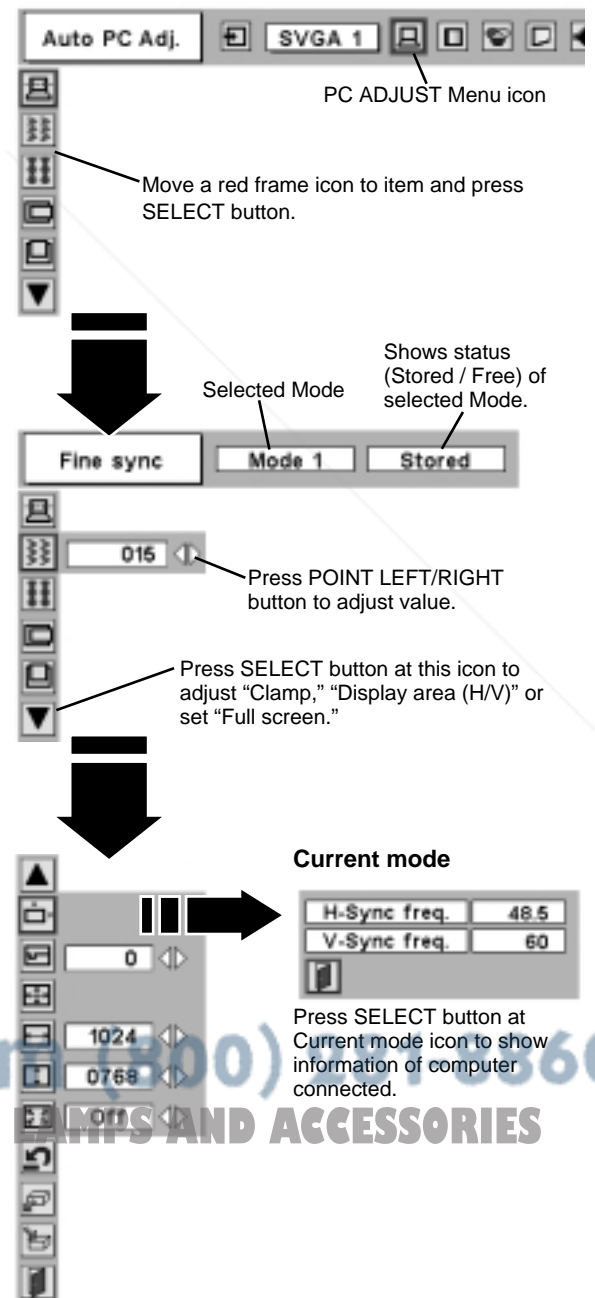 Auto PC Adj.
SVGA 1
PC ADJUST Menu icon
Move a red frame icon to item and press
SELECT button.
Shows status
(Stored / Free) of
selected Mode.
Selected Mode
Fine sync
Mode 1
Stored
015
Press POINT LEFT/RIGHT
button to adjust value.
Press SELECT button at this icon to
adjust “Clamp,” “Display area (H/V)” or
set “Full screen.”
Current mode
H-Sync freq. 48.5
V-Sync freq. 60
0
Press SELECT button at
Current mode icon to show
information of computer
connected.
1024
0768
Off
(800) 281-8860
LAMPS AND ACCESSORIES